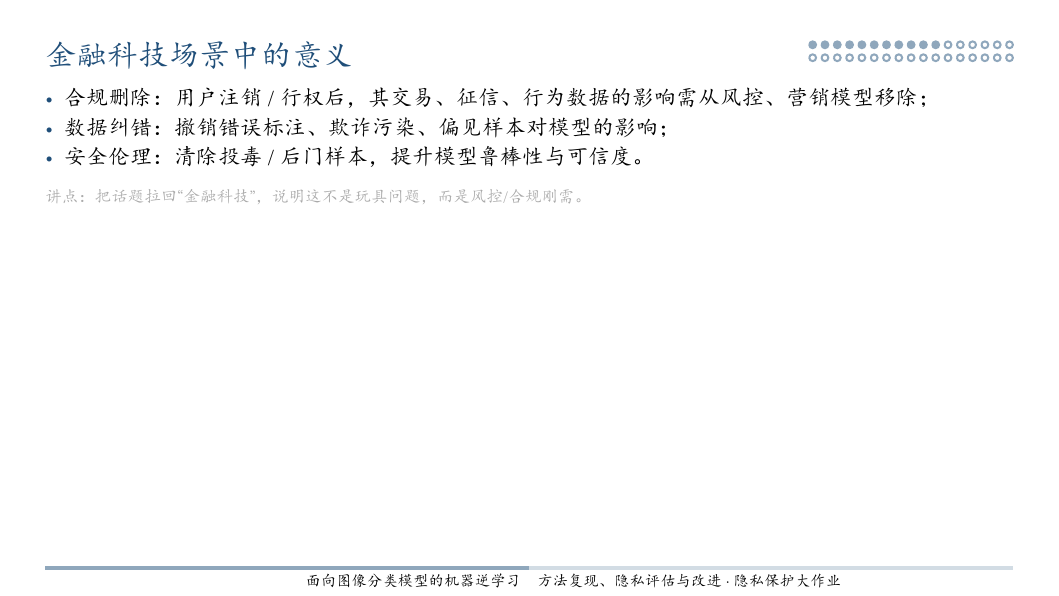 金融科技场景中的意义
• 合规删除：用户注销 / 行权后，其交易、征信、行为数据的影响需从风控、营销模型移除；
• 数据纠错：撤销错误标注、欺诈污染、偏见样本对模型的影响；
• 安全伦理：清除投毒 / 后门样本，提升模型鲁棒性与可信度。
讲点：把话题拉回“金融科技”，说明这不是玩具问题，而是风控/合规刚需。
面向图像分类模型的机器逆学习 方法复现、隐私评估与改进 · 隐私保护大作业